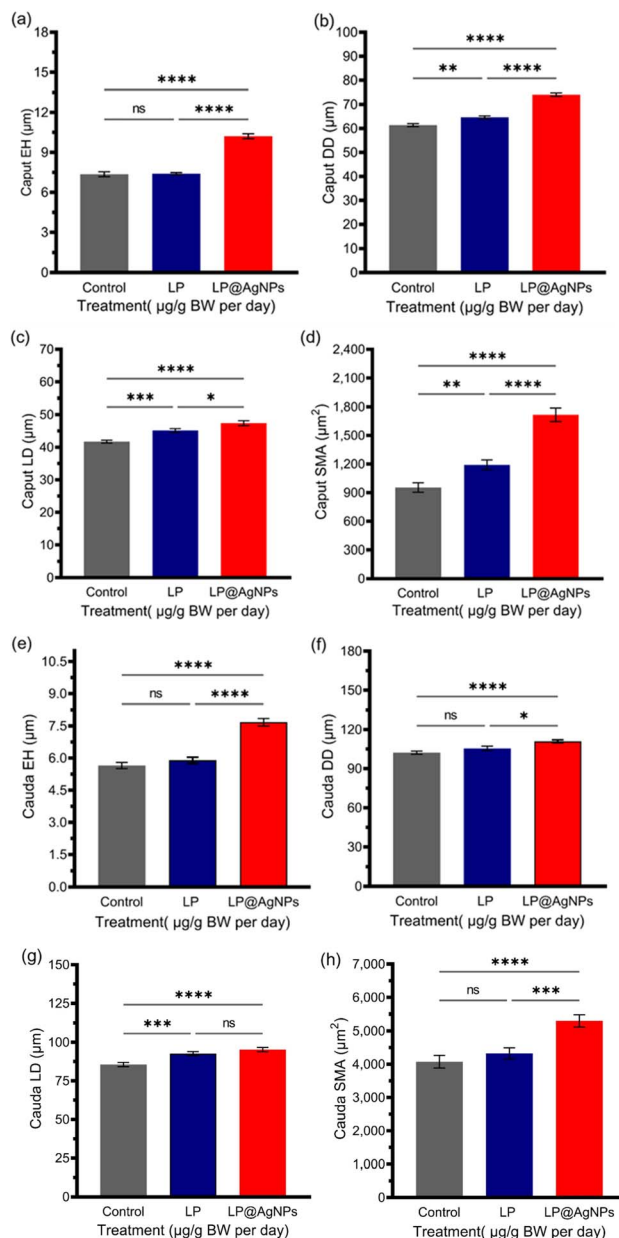 (a)
18
15
12
9
6
3
0
Caput EH (µm)
****
ns
****
Control LP LP@AgNPs
Treatment( µg/g BW per day)
(b)
100
90
80
70
60
50
40
30
20
10
0
Caput DD (µm)
****
** ****
Control LP LP@AgNPs
Treatment (µg/g BW per day)
(c)
70
60
50
40
30
20
10
0
Caput LD (µm)
****
*** *
Control LP LP@AgNPs
Treatment( µg/g BW per day)
(d)
2,400
2,100
1,800
1,500
1,200
900
600
300
0
Caput SMA (µm²)
****
** ****
Control LP LP@AgNPs
Treatment( µg/g BW per day)
(e)
10.5
9.0
7.5
6.0
4.5
3.0
1.5
0.0
Cauda EH (µm)
****
ns ****
Control LP LP@AgNPs
Treatment( µg/g BW per day)
(f)
180
150
120
90
60
30
0
Cauda DD (µm)
****
ns *
Control LP LP@AgNPs
Treatment( µg/g BW per day)
(g)
150
125
100
75
50
25
0
Cauda LD (µm)
****
*** ns
Control LP LP@AgNPs
Treatment (µg/g BW per day)
(h)
7,000
6,000
5,000
4,000
3,000
2,000
1,000
0
Cauda SMA (µm²)
****
ns ***
Control LP LP@AgNPs
Treatment( µg/g BW per day)